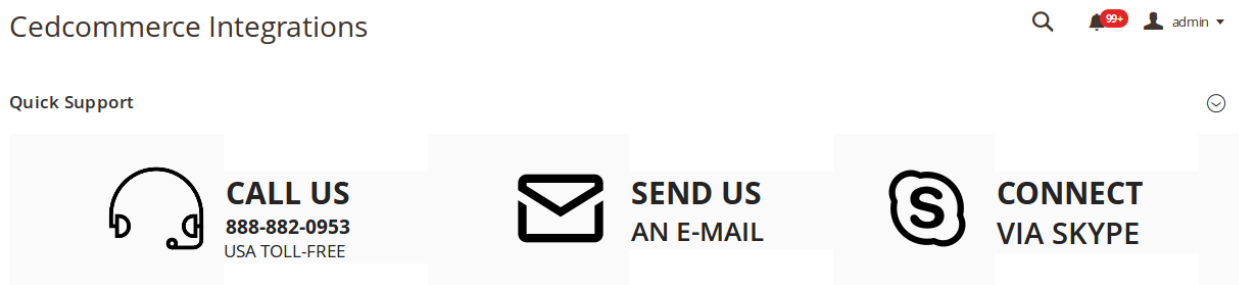 Cedcommerce Integrations
99+
admin
Quick Support
CALL US
888-882-0953
USA TOLL-FREE
SEND US
AN E-MAIL
S
CONNECT
VIA SKYPE